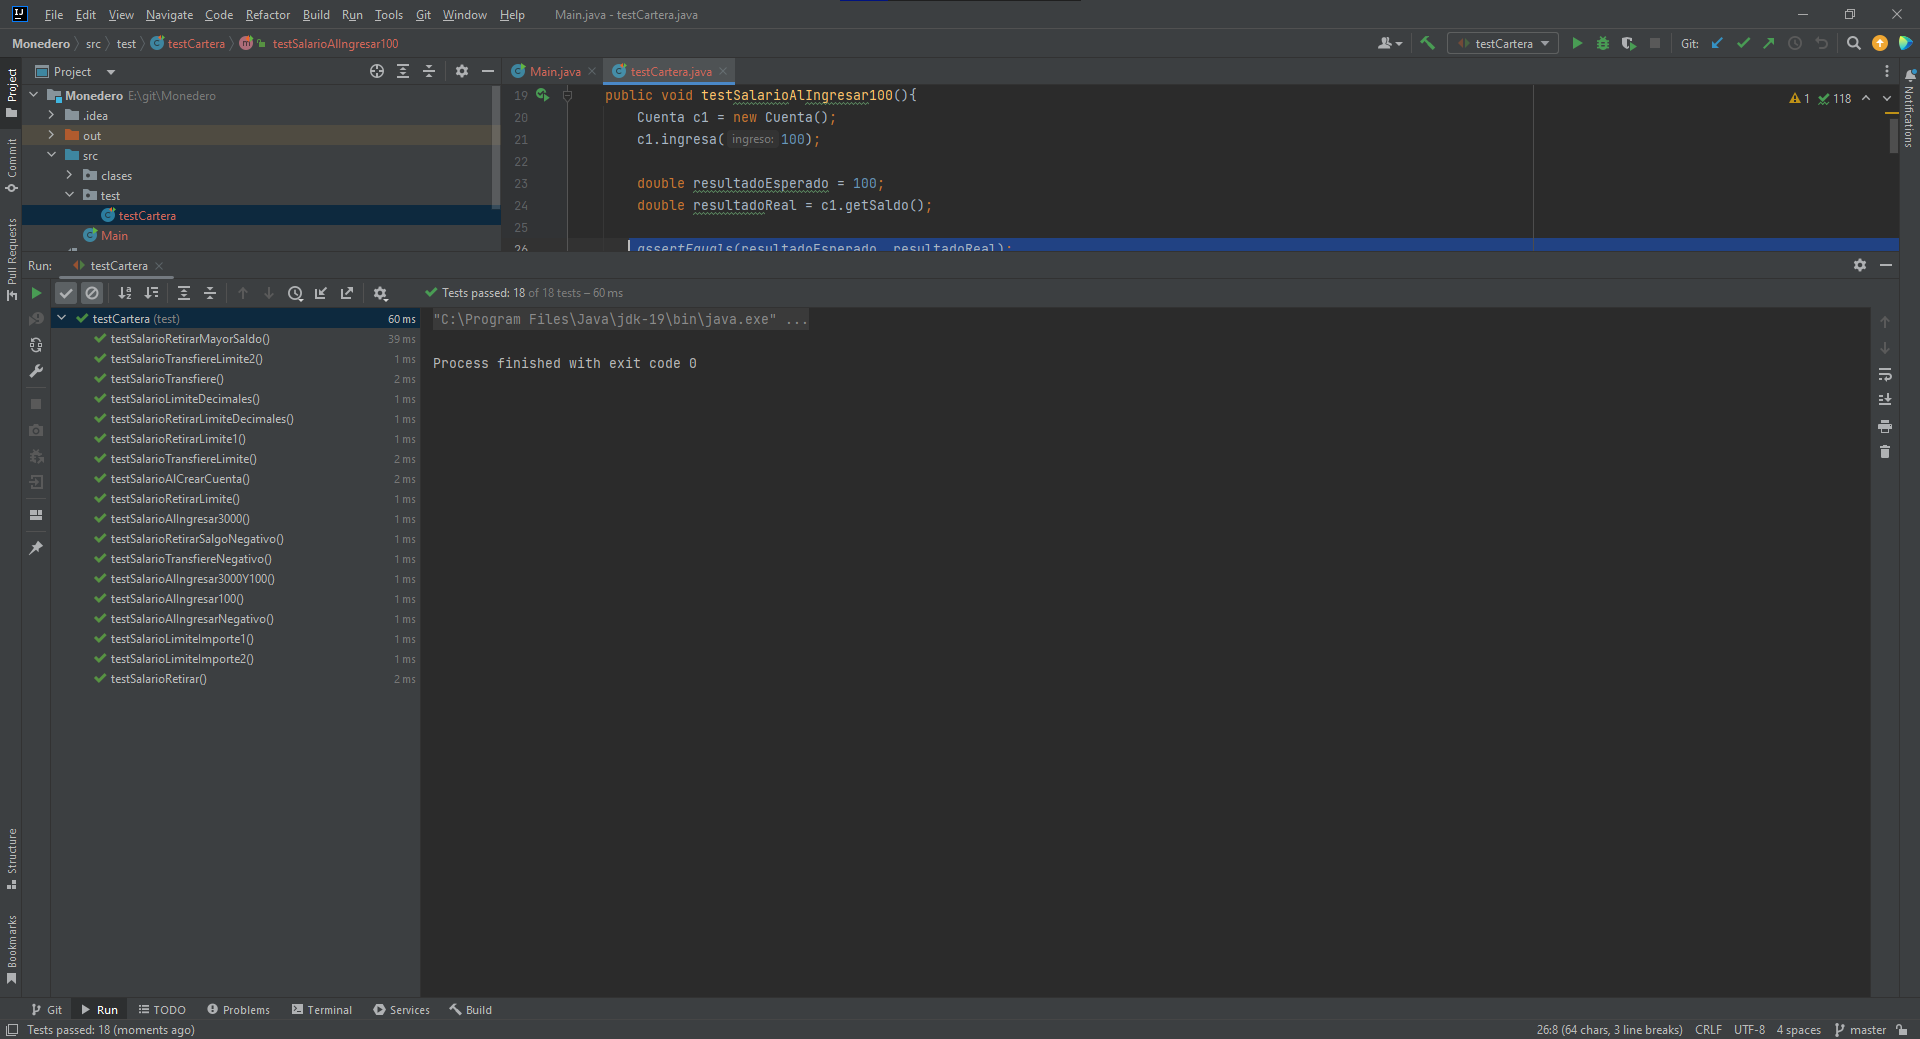 File Edit View Navigate Code Refactor Build Run Tools Git Window Help Main.java - testCartera.java
Monedero src test testCartera testSalarioAlIngresar100
testCartera Git:
Project
Main.java testCartera.java
Monedero E:\git\Monedero
.idea
out
src
clases
test
testCartera
Main
19 public void testSalarioAlIngresar100(){
20 Cuenta c1 = new Cuenta();
21 c1.ingresa( ingreso: 100);
22
23 double resultadoEsperado = 100;
24 double resultadoReal = c1.getSaldo();
25
26 assertEquals(resultadoEsperado, resultadoReal);
1 118
Project
Commit
Pull Requests
Structure
Bookmarks
Notifications
Run: testCartera
Tests passed: 18 of 18 tests – 60 ms
testCartera (test) 60 ms
testSalarioRetirarMayorSaldo() 39 ms
testSalarioTransfiereLimite2() 1 ms
testSalarioTransfiere() 2 ms
testSalarioLimiteDecimales() 1 ms
testSalarioRetirarLimiteDecimales() 1 ms
testSalarioRetirarLimite1() 1 ms
testSalarioTransfiereLimite() 2 ms
testSalarioAlCrearCuenta() 2 ms
testSalarioRetirarLimite() 1 ms
testSalarioAlIngresar3000() 1 ms
testSalarioRetirarSalgoNegativo() 1 ms
testSalarioTransfiereNegativo() 1 ms
testSalarioAlIngresar3000Y100() 1 ms
testSalarioAlIngresar100() 1 ms
testSalarioAlIngresarNegativo() 1 ms
testSalarioLimiteImporte1() 1 ms
testSalarioLimiteImporte2() 1 ms
testSalarioRetirar() 2 ms
"C:\Program Files\Java\jdk-19\bin\java.exe" ...
Process finished with exit code 0
Git Run TODO Problems Terminal Services Build
Tests passed: 18 (moments ago) 26:8 (64 chars, 3 line breaks) CRLF UTF-8 4 spaces master